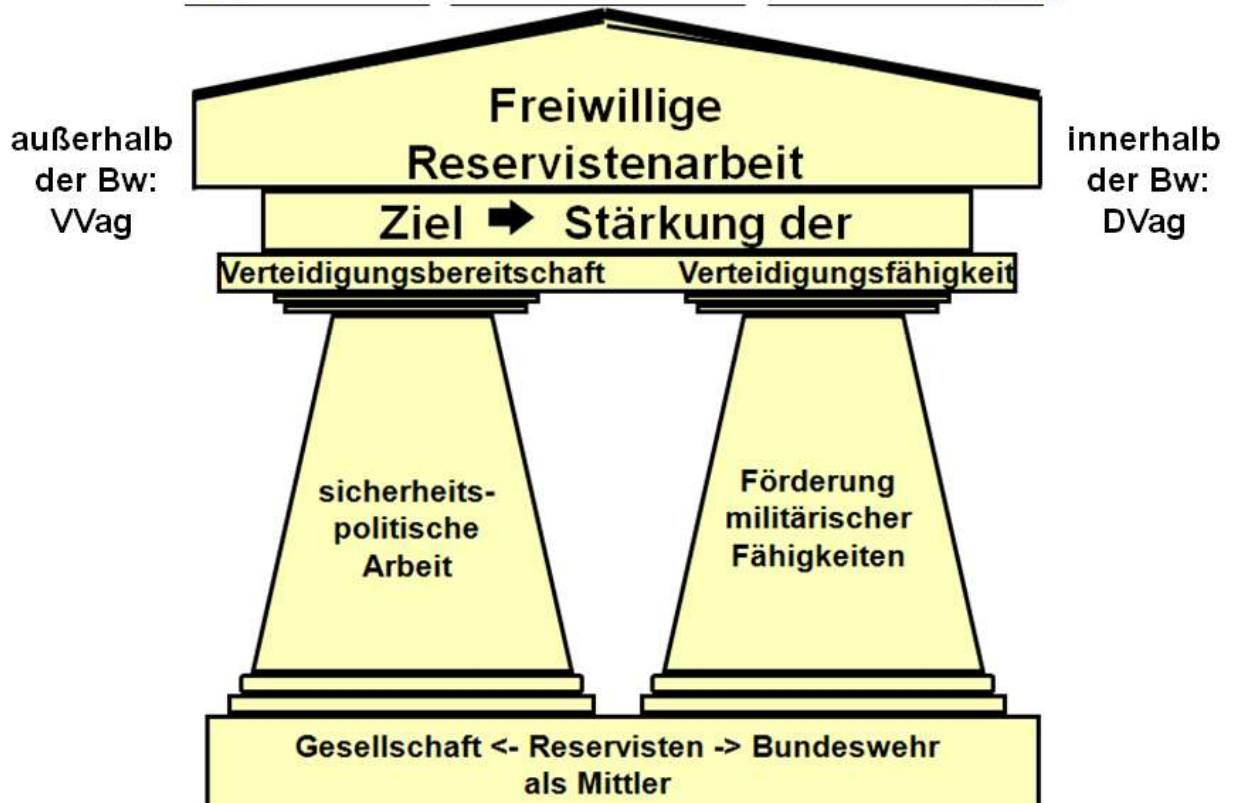 Freiwillige
Reservistenarbeit
außerhalb
der Bw:
VVag
innerhalb
der Bw:
DVag
Ziel ➡ Stärkung der
Verteidigungsbereitschaft Verteidigungsfähigkeit
sicherheits-
politische
Arbeit
Förderung
militärischer
Fähigkeiten
Gesellschaft <- Reservisten -> Bundeswehr
als Mittler